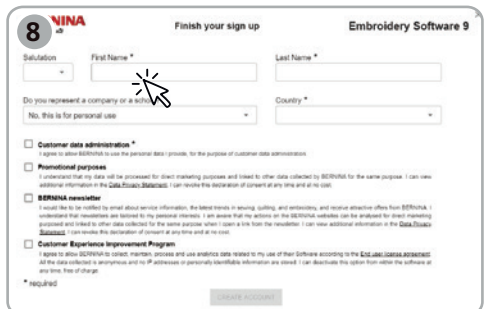 8
NINA
Finish your sign up
Embroidery Software 9
Salutation
First Name *
Last Name *
Do you represent a company or a scho
Country *
No, this is for personal use
Customer data administration *
I agree to allow BERNINA to use the personal data I provide, for the purpose of customer data administration.
Promotional purposes
I understand that my data will be processed for direct marketing purposes and linked to other data collected by BERNINA for the same purpose. I can view
additional information in the Data Privacy Statement. I can revoke this declaration of consent at any time and at no cost.
BERNINA newsletter
I would like to be notified by email about service information, the latest trends in sewing, quilting, and embroidery, and receive attractive offers from BERNINA. I
understand that newsletters are tailored to my personal interests. I am aware that my actions on the BERNINA websites can be analysed for direct marketing
purposes and linked to other data collected for the same purpose when I open a link from the newsletter. I can view additional information in the Data Privacy
Statement. I can revoke this declaration of consent at any time and at no cost.
Customer Experience Improvement Program
I agree to allow BERNINA to collect, maintain, process and use analytics data related to my use of their Software according to the End user license agreement.
All the data collected is anonymous and no IP addresses or personally identifiable information are stored. I can deactivate this option from within the software at
any time, free of charge.
* required
CREATE ACCOUNT